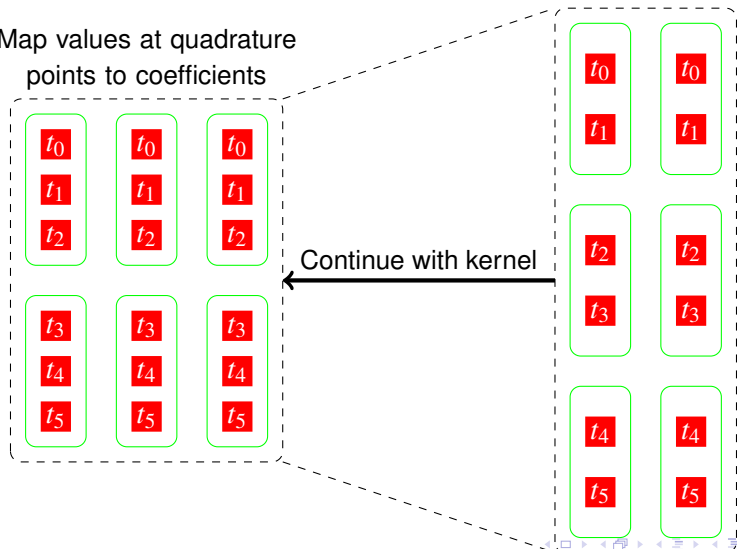 Map values at quadrature
points to coefficients
t0 t0 t0
t1 t1 t1
t2 t2 t2
t3 t3 t3
t4 t4 t4
t5 t5 t5
Continue with kernel
t0 t0
t1 t1
t2 t2
t3 t3
t4 t4
t5 t5